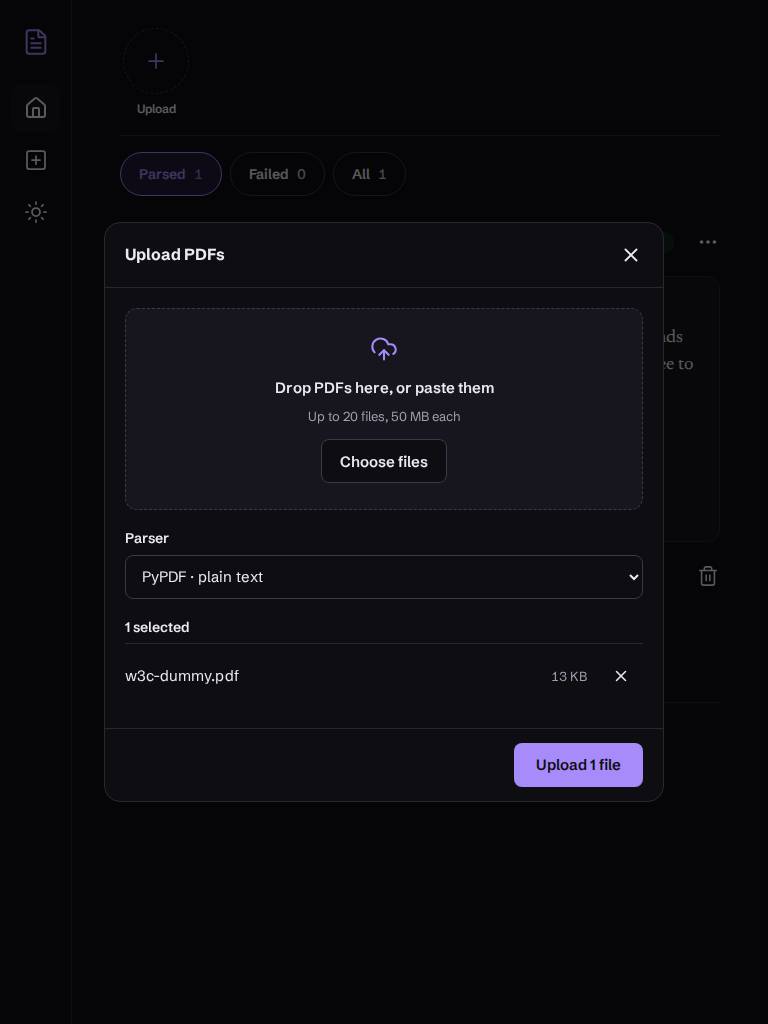 Upload
Parsed 1
Failed 0
All 1
Upload PDFs
Drop PDFs here, or paste them
Up to 20 files, 50 MB each
Choose files
ee to
Parser
PyPDF · plain text
1 selected
w3c-dummy.pdf
13 KB
Upload 1 file